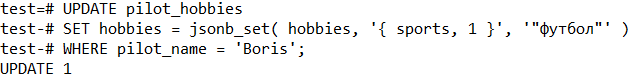 test=# UPDATE pilot_hobbies
test-# SET hobbies = jsonb_set( hobbies, '{ sports, 1 }', '"футбол"' )
test-# WHERE pilot_name = 'Boris';
UPDATE 1